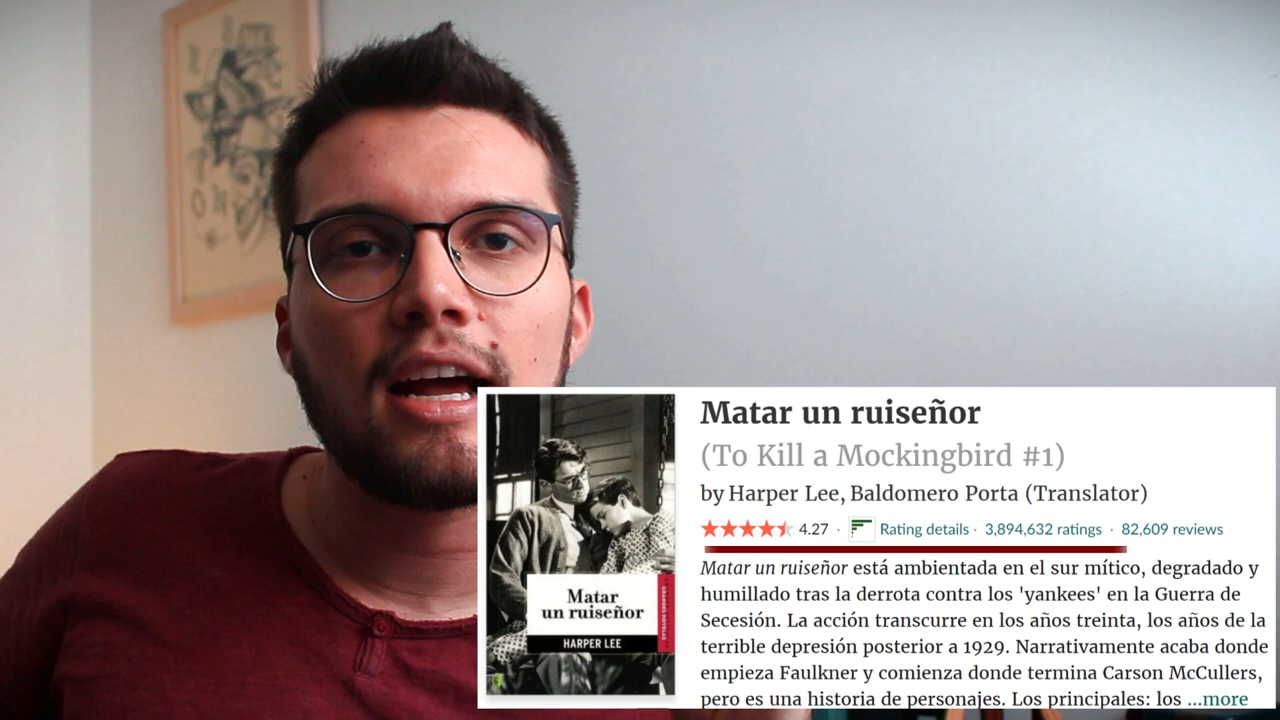 Matar un ruiseñor
(To Kill a Mockingbird #1)
by Harper Lee, Baldomero Porta (Translator)
4.27 · Rating details · 3,894,632 ratings · 82,609 reviews
Matar un ruiseñor está ambientada en el sur mítico, degradado y
humillado tras la derrota contra los 'yankees' en la Guerra de
Secesión. La acción transcurre en los años treinta, los años de la
terrible depresión posterior a 1929. Narrativamente acaba donde
empieza Faulkner y comienza donde termina Carson McCullers,
pero es una historia de personajes. Los principales: los ...more
Matar
un ruiseñor
HARPER LEE